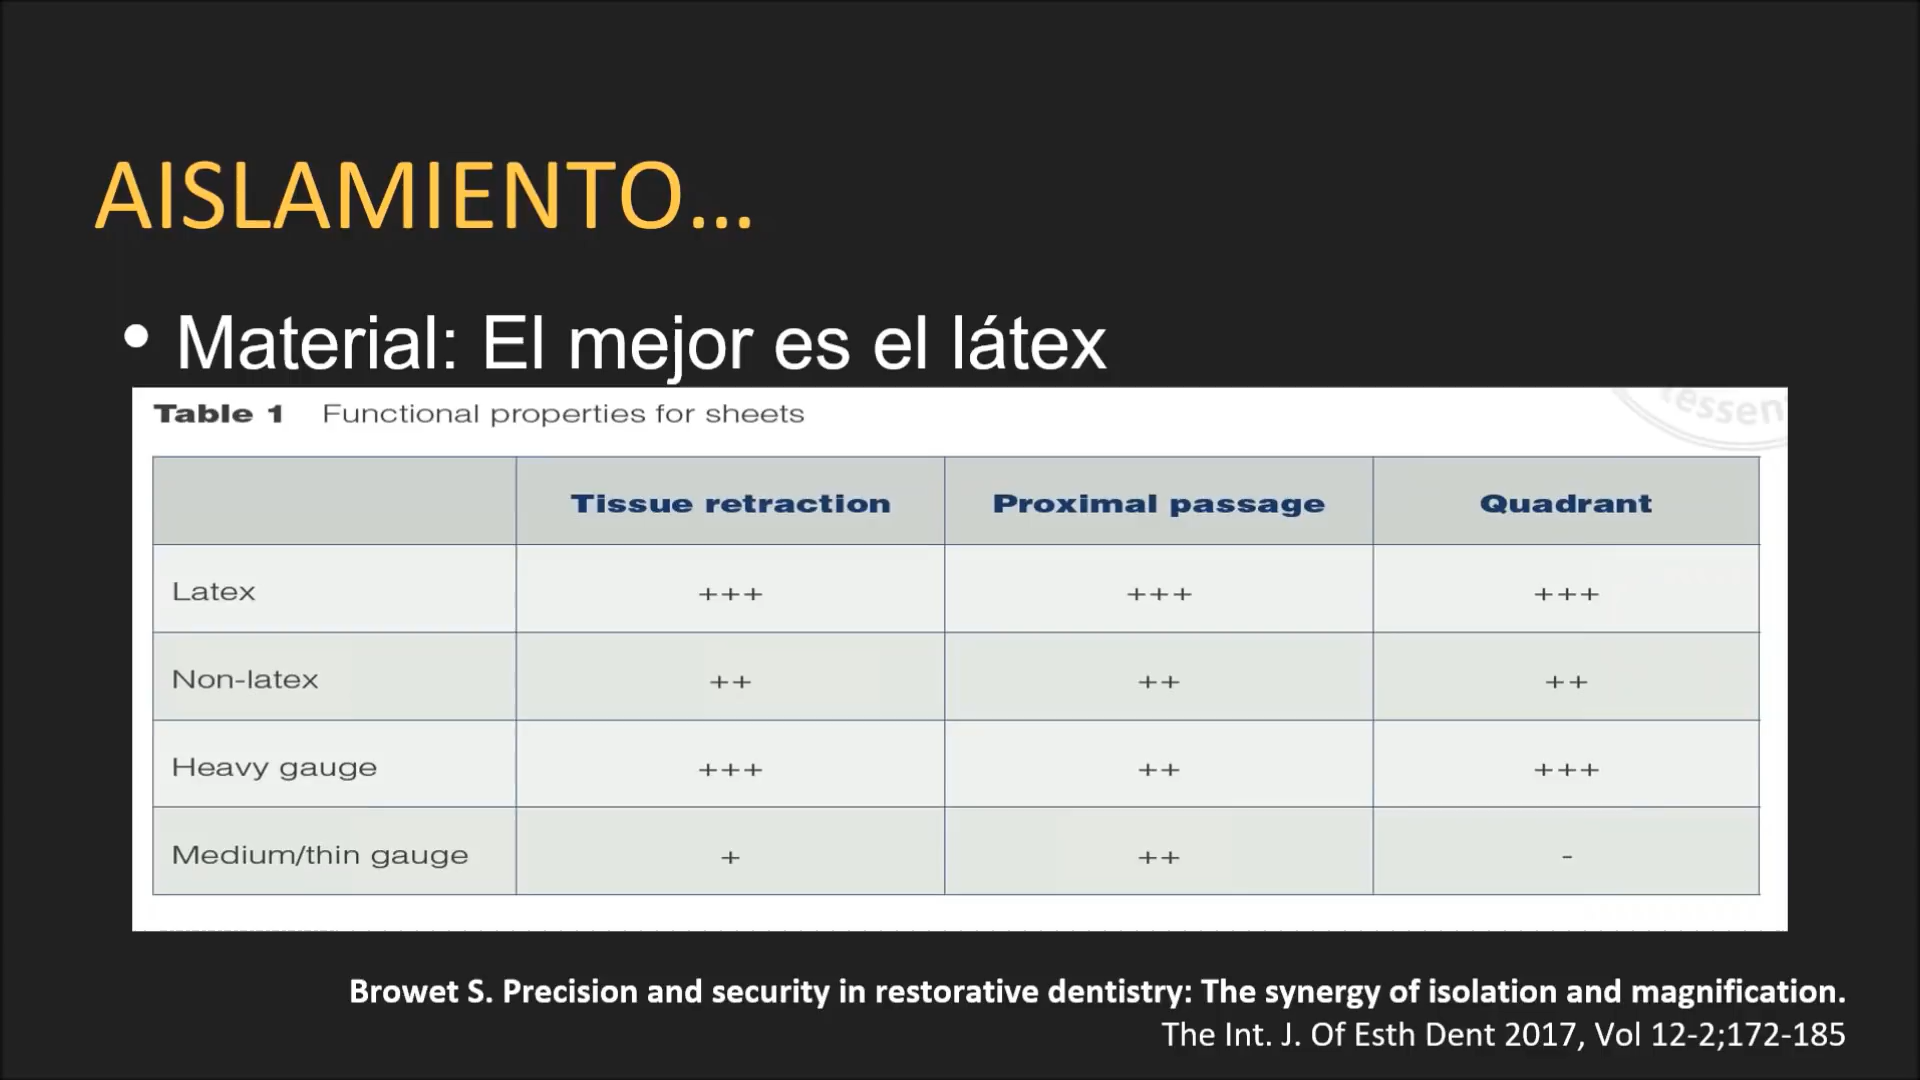 AISLAMIENTO...
• Material: El mejor es el látex
Table 1 Functional properties for sheets
Tissue retraction Proximal passage Quadrant
Latex +++ +++ +++
Non-latex ++ ++ ++
Heavy gauge +++ ++ +++
Medium/thin gauge + ++ -
Browet S. Precision and security in restorative dentistry: The synergy of isolation and magnification.
The Int. J. Of Esth Dent 2017, Vol 12-2;172-185